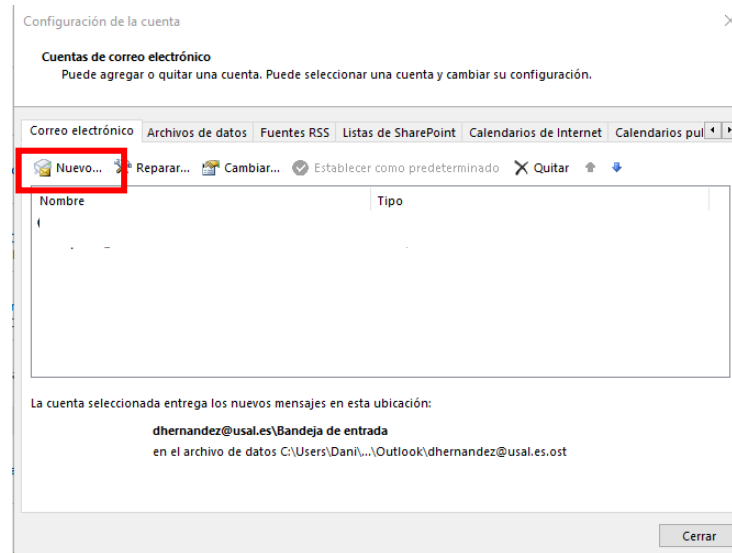 Configuración de la cuenta
Cuentas de correo electrónico
Puede agregar o quitar una cuenta. Puede seleccionar una cuenta y cambiar su configuración.
Correo electrónico Archivos de datos Fuentes RSS Listas de SharePoint Calendarios de Internet Calendarios pul
Nuevo... Reparar... Cambiar... Establecer como predeterminado Quitar
Nombre Tipo
La cuenta seleccionada entrega los nuevos mensajes en esta ubicación:
dhernandez@usal.es\Bandeja de entrada
en el archivo de datos C:\Users\Dani\...\Outlook\dhernandez@usal.es.ost
Cerrar